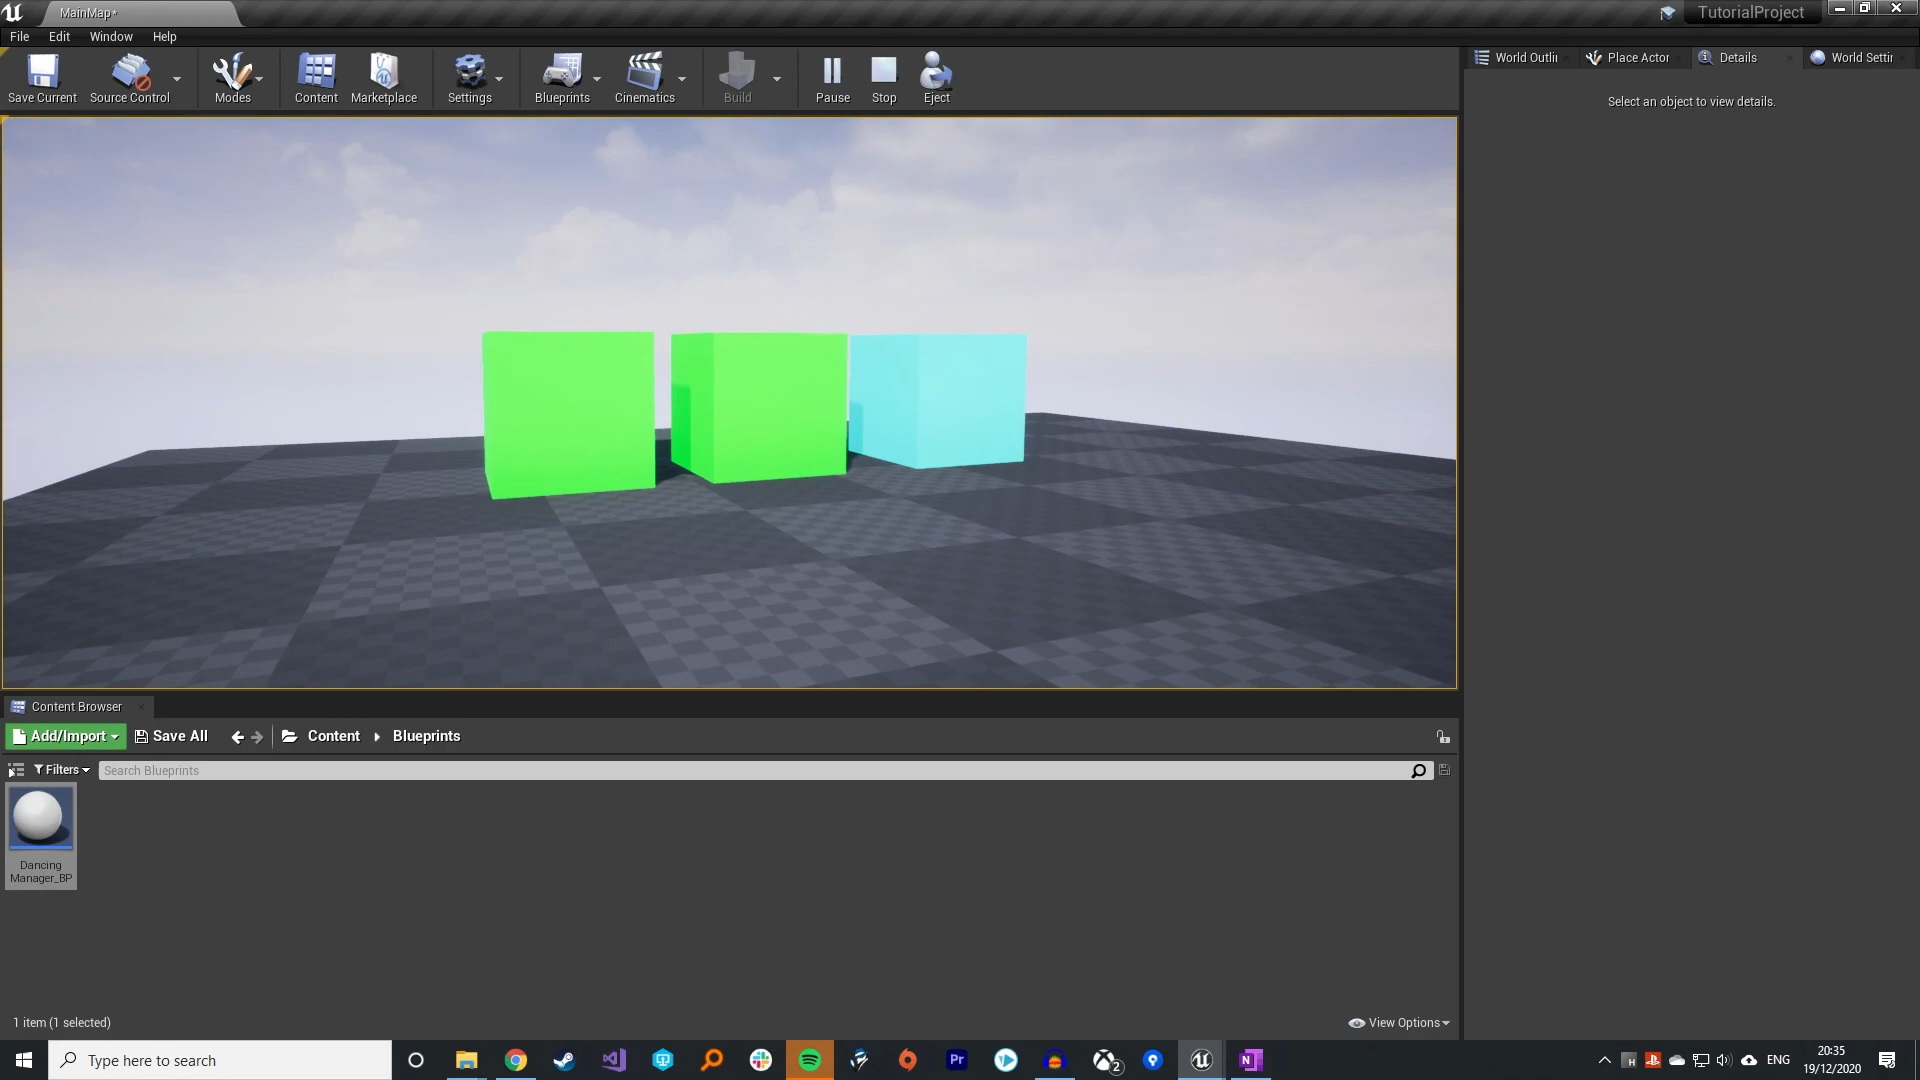 MainMap*
TutorialProject
File Edit Window Help
Save Current Source Control Modes Content Marketplace Settings Blueprints Cinematics Build Pause Stop Eject
World Outli Place Actor Details World Settir
Select an object to view details.
Content Browser
Add/Import Save All Content Blueprints
Filters Search Blueprints
Dancing
Manager_BP
1 item (1 selected)
View Options
Type here to search
Pr
2
N
H
ENG
20:35
19/12/2020